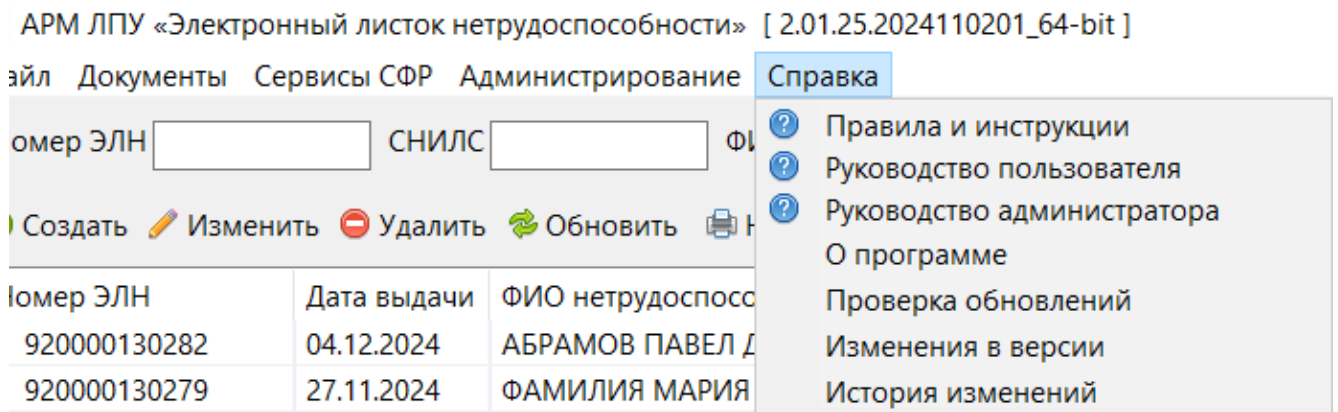 АРМ ЛПУ «Электронный листок нетрудоспособности» [ 2.01.25.2024110201_64-bit ]
айл Документы Сервисы СФР Администрирование Справка
омер ЭЛН СНИЛС ФИ
Создать Изменить Удалить Обновить Н
Правила и инструкции
Руководство пользователя
Руководство администратора
О программе
Проверка обновлений
Изменения в версии
История изменений
омер ЭЛН Дата выдачи ФИО нетрудоспосо
920000130282 04.12.2024 АБРАМОВ ПАВЕЛ Д
920000130279 27.11.2024 ФАМИЛИЯ МАРИЯ